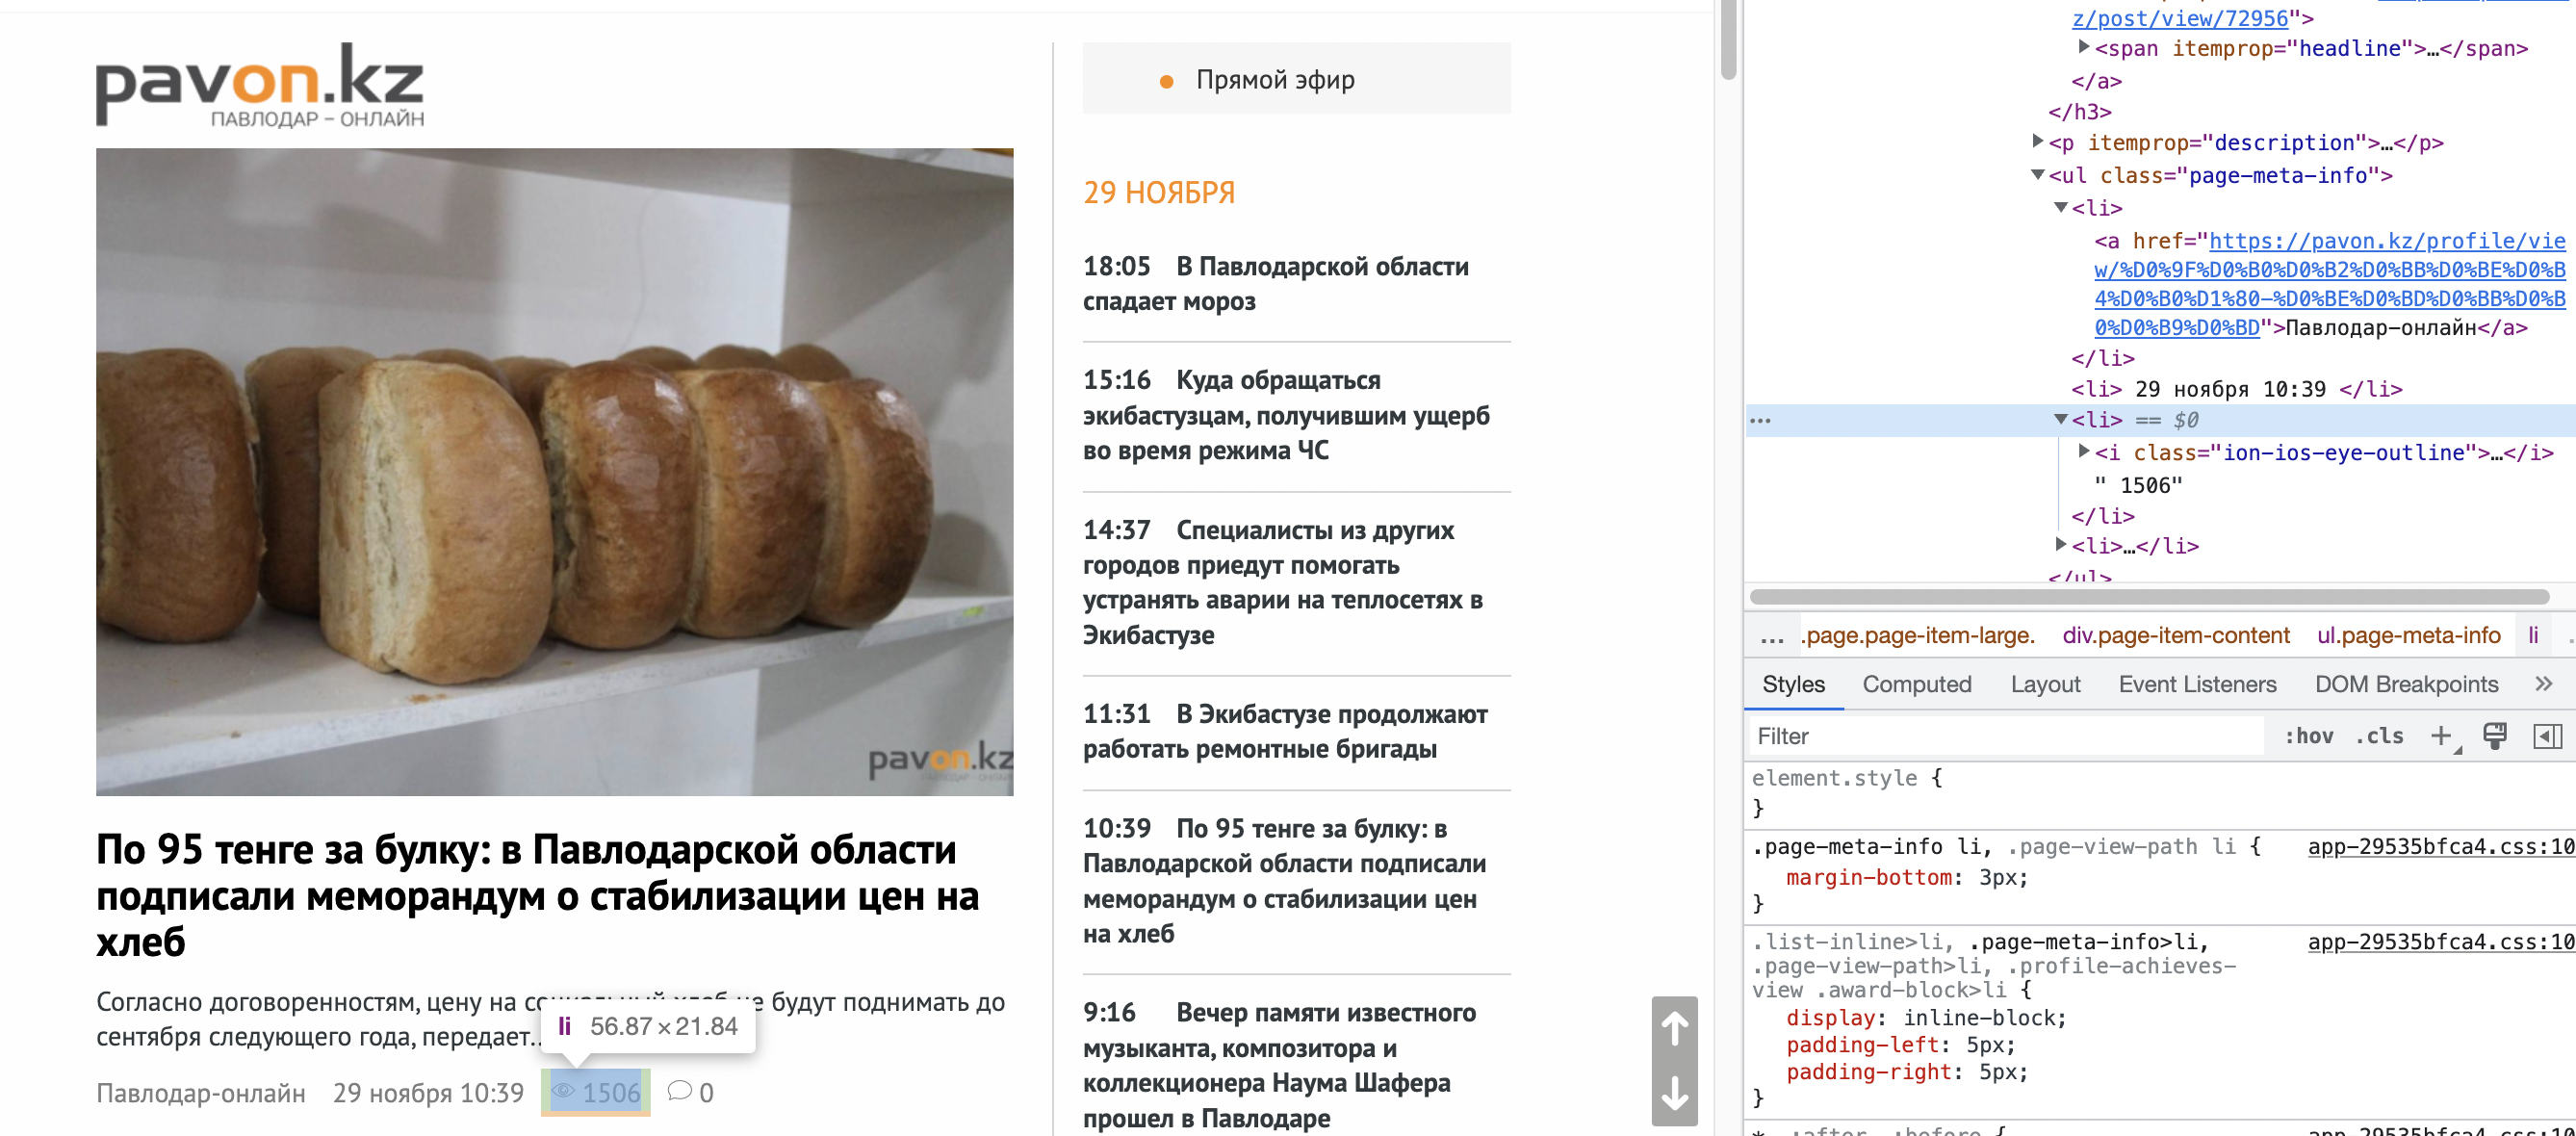 pavon.kz
ПАВЛОДАР – ОНЛАЙН
pavon.kz
По 95 тенге за булку: в Павлодарской области
подписали меморандум о стабилизации цен на
хлеб
Согласно договоренностям, цену на социальный хлеб не будут поднимать до
сентября следующего года, передает..
li 56.87 × 21.84
Павлодар-онлайн 29 ноября 10:39 1506 0
Прямой эфир
29 НОЯБРЯ
18:05 В Павлодарской области
спадает мороз
15:16 Куда обращаться
экибастузцам, получившим ущерб
во время режима ЧС
14:37 Специалисты из других
городов приедут помогать
устранять аварии на теплосетях в
Экибастузе
11:31 В Экибастузе продолжают
работать ремонтные бригады
10:39 По 95 тенге за булку: в
Павлодарской области подписали
меморандум о стабилизации цен
на хлеб
9:16 Вечер памяти известного
музыканта, композитора и
коллекционера Наума Шафера
прошел в Павлодаре
z/post/view/72956">
<span itemprop="headline">…</span>
</a>
</h3>
<p itemprop="description">…</p>
<ul class="page-meta-info">
<li>
<a href="https://pavon.kz/profile/vie
w/%D0%9F%D0%B0%D0%B2%D0%BB%D0%BE%D0%B
4%D0%B0%D1%80-%D0%BE%D0%BD%D0%BB%D0%B
0%D0%B9%D0%BD">Павлодар-онлайн</a>
</li>
<li> 29 ноября 10:39 </li>
… <li> == $0
<i class="ion-ios-eye-outline">…</i>
" 1506"
</li>
<li>…</li>
</ul>
… .page.page-item-large. div.page-item-content ul.page-meta-info li
Styles Computed Layout Event Listeners DOM Breakpoints »
Filter :hov .cls +
element.style {
}
.page-meta-info li, .page-view-path li { app-29535bfca4.css:10
margin-bottom: 3px;
}
.list-inline>li, .page-meta-info>li, app-29535bfca4.css:10
.page-view-path>li, .profile-achieves-
view .award-block>li {
display: inline-block;
padding-left: 5px;
padding-right: 5px;
}
*, :after, :before { app-29535bfca4.css:10